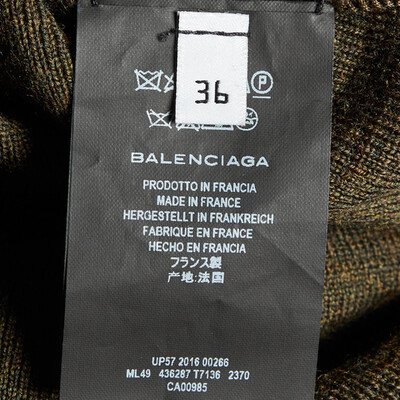 36
P
BALENCIAGA
PRODOTTO IN FRANCIA
MADE IN FRANCE
HERGESTELLT IN FRANKREICH
FABRIQUE EN FRANCE
HECHO EN FRANCIA
フランス製
产地:法国
UP57 2016 00266
ML49 436287 T7136 2370
CA00985